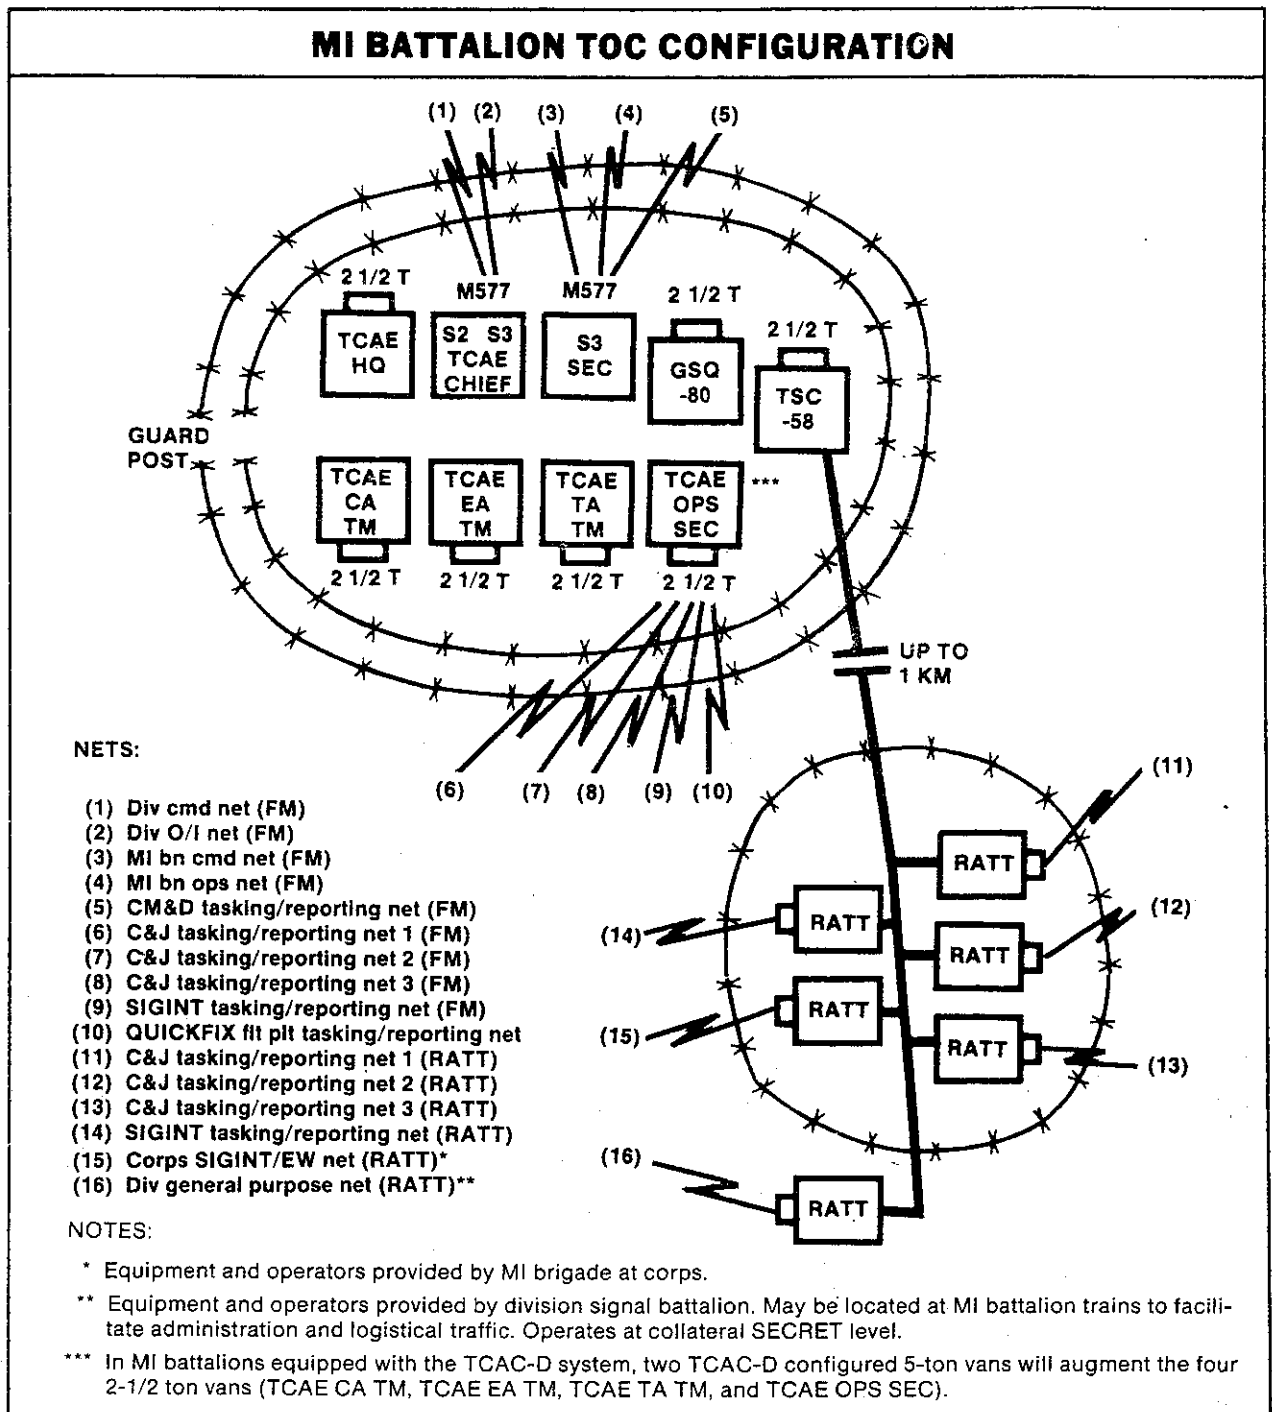 MI BATTALION TOC CONFIGURATION
(1) (2) (3) (4) (5)
2 1/2 T
M577
M577
2 1/2 T
2 1/2 T
TCAE
HQ
S2 S3
TCAE
CHIEF
S3
SEC
GSQ
-80
TSC
-58
GUARD
POST
TCAE
CA
TM
TCAE
EA
TM
TCAE
TA
TM
TCAE
OPS
SEC
***
2 1/2 T
2 1/2 T
2 1/2 T
2 1/2 T
UP TO
1 KM
(6) (7) (8) (9) (10)
(11)
RATT
(12)
RATT
(14)
RATT
(15)
RATT
RATT
(13)
(16)
RATT
NETS:
(1) Div cmd net (FM)
(2) Div O/I net (FM)
(3) MI bn cmd net (FM)
(4) MI bn ops net (FM)
(5) CM&D tasking/reporting net (FM)
(6) C&J tasking/reporting net 1 (FM)
(7) C&J tasking/reporting net 2 (FM)
(8) C&J tasking/reporting net 3 (FM)
(9) SIGINT tasking/reporting net (FM)
(10) QUICKFIX flt plt tasking/reporting net
(11) C&J tasking/reporting net 1 (RATT)
(12) C&J tasking/reporting net 2 (RATT)
(13) C&J tasking/reporting net 3 (RATT)
(14) SIGINT tasking/reporting net (RATT)
(15) Corps SIGINT/EW net (RATT)*
(16) Div general purpose net (RATT)**
NOTES:
* Equipment and operators provided by MI brigade at corps.
** Equipment and operators provided by division signal battalion. May be located at MI battalion trains to facili-
tate administration and logistical traffic. Operates at collateral SECRET level.
*** In MI battalions equipped with the TCAC-D system, two TCAC-D configured 5-ton vans will augment the four
2-1/2 ton vans (TCAE CA TM, TCAE EA TM, TCAE TA TM, and TCAE OPS SEC).